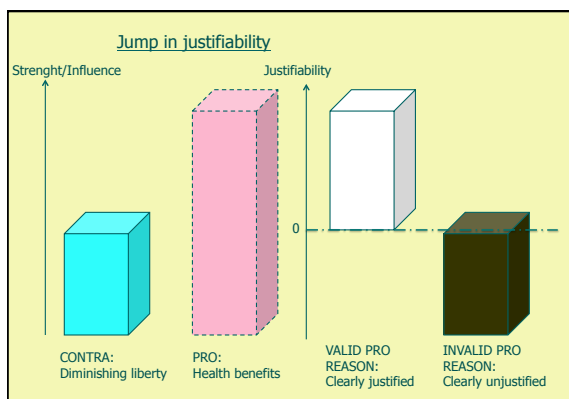 Jump in justifiability
Strenght/Influence
Justifiability
0
CONTRA:
Diminishing liberty
PRO:
Health benefits
VALID PRO
REASON:
Clearly justified
INVALID PRO
REASON:
Clearly unjustified